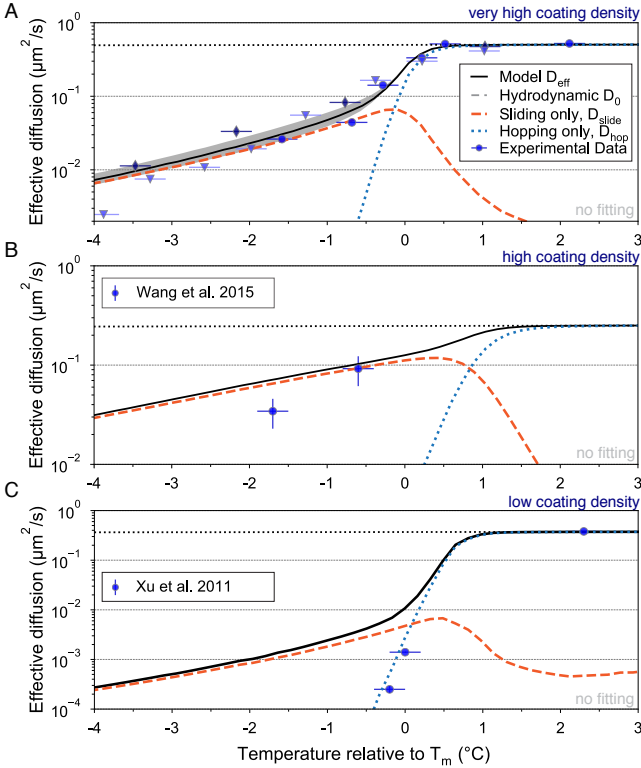 A
very high coating density
Effective diffusion (μm²/s)
10⁰
10⁻¹
10⁻²
Model D_eff
Hydrodynamic D_0
Sliding only, D_slide
Hopping only, D_hop
Experimental Data
no fitting
-4 -3 -2 -1 0 1 2 3
B
high coating density
Effective diffusion (μm²/s)
10⁰
10⁻¹
10⁻²
Wang et al. 2015
no fitting
-4 -3 -2 -1 0 1 2 3
C
low coating density
Effective diffusion (μm²/s)
10⁰
10⁻¹
10⁻²
10⁻³
10⁻⁴
Xu et al. 2011
no fitting
-4 -3 -2 -1 0 1 2 3
Temperature relative to T_m (°C)